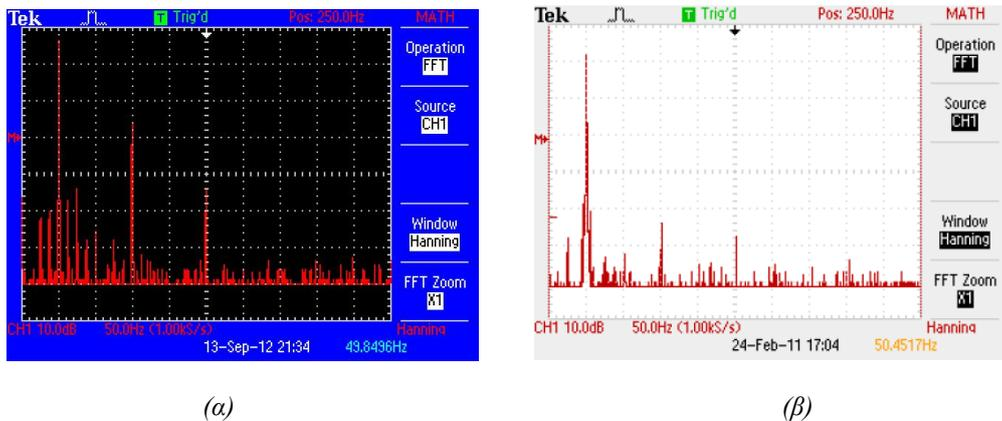 Tek T Trig'd Pos: 250.0Hz MATH
Operation
FFT
Source
CH1
M
Window
Hanning
FFT Zoom
X1
CH1 10.0dB 50.0Hz (1.00kS/s) Hanning
13-Sep-12 21:34 49.8496Hz
(α)
Tek T Trig'd Pos: 250.0Hz MATH
Operation
FFT
Source
CH1
M
Window
Hanning
FFT Zoom
X1
CH1 10.0dB 50.0Hz (1.00kS/s) Hanning
24-Feb-11 17:04 50.4517Hz
(β)